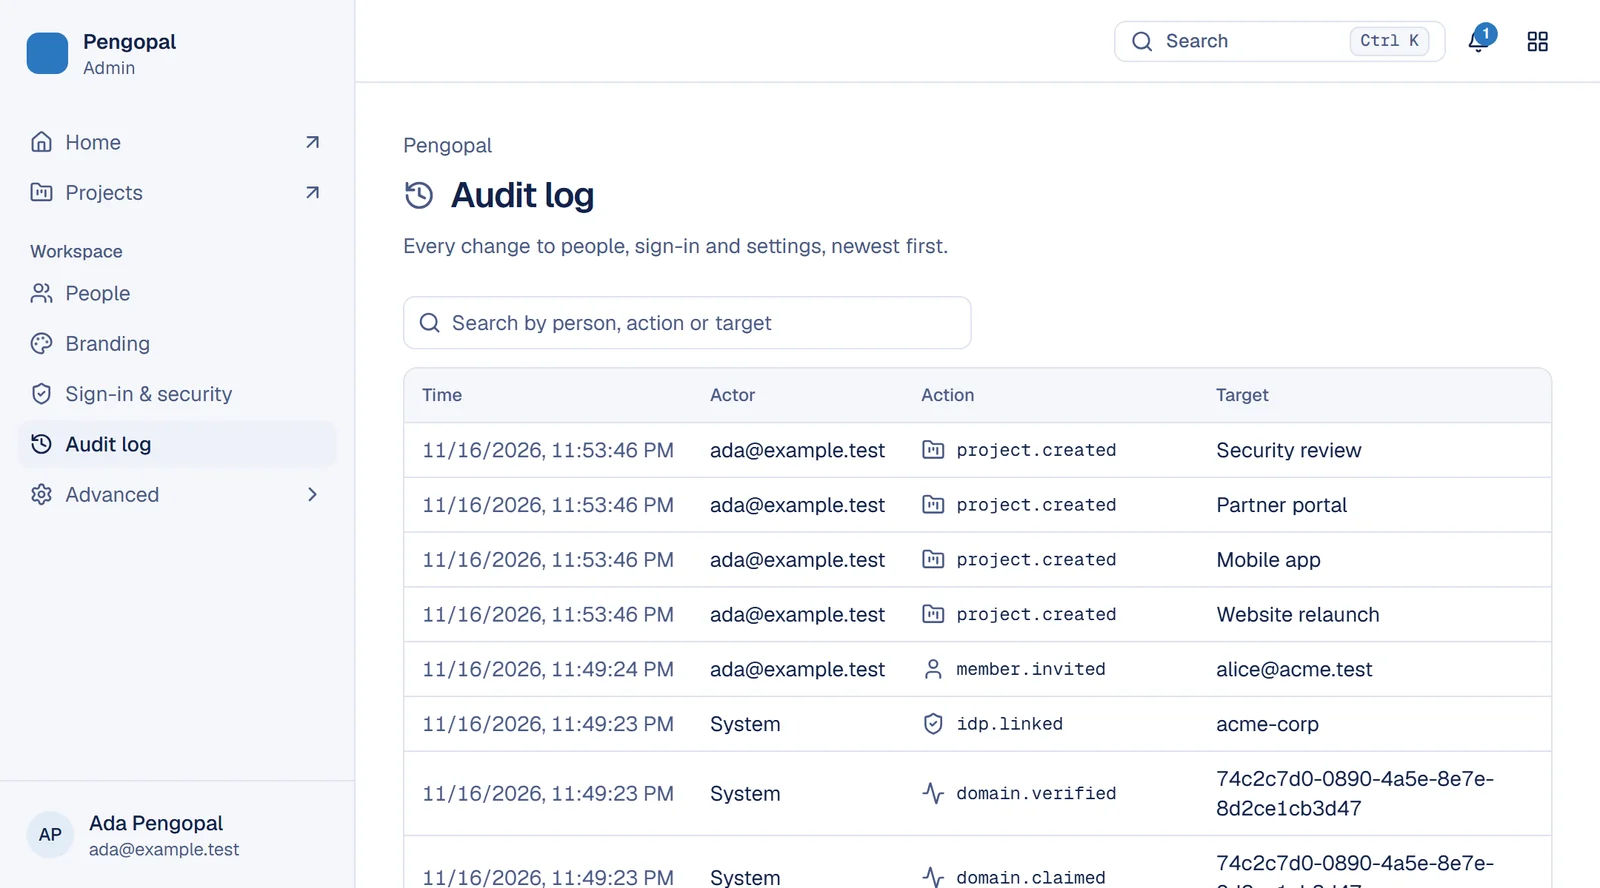 Pengopal
Admin
Search
Ctrl K
1
Home
Projects
Workspace
People
Branding
Sign-in & security
Audit log
Advanced
Pengopal
Audit log
Every change to people, sign-in and settings, newest first.
Search by person, action or target
Time Actor Action Target
11/16/2026, 11:53:46 PM ada@example.test project.created Security review
11/16/2026, 11:53:46 PM ada@example.test project.created Partner portal
11/16/2026, 11:53:46 PM ada@example.test project.created Mobile app
11/16/2026, 11:53:46 PM ada@example.test project.created Website relaunch
11/16/2026, 11:49:24 PM ada@example.test member.invited alice@acme.test
11/16/2026, 11:49:23 PM System idp.linked acme-corp
11/16/2026, 11:49:23 PM System domain.verified 74c2c7d0-0890-4a5e-8e7e-
8d2ce1cb3d47
11/16/2026, 11:49:23 PM System domain.claimed 74c2c7d0-0890-4a5e-8e7e-
AP
Ada Pengopal
ada@example.test